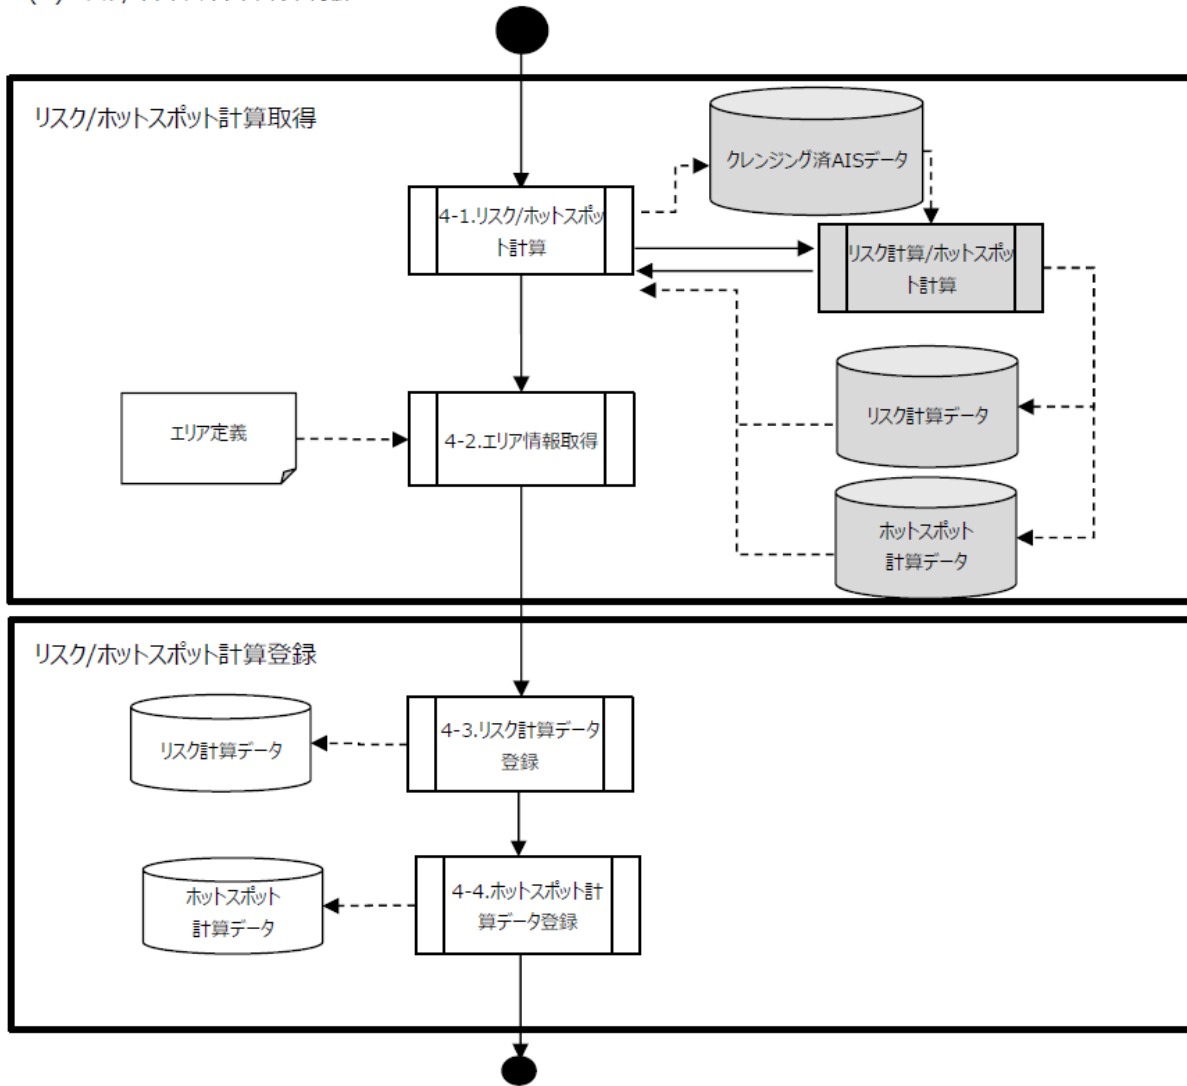 リスク/ホットスポット計算取得
クレンジング済AISデータ
4-1.リスク/ホットスポッ
ト計算
リスク計算/ホットスポッ
ト計算
エリア定義
4-2.エリア情報取得
リスク計算データ
ホットスポット
計算データ
リスク/ホットスポット計算登録
リスク計算データ
4-3.リスク計算データ
登録
ホットスポット
計算データ
4-4.ホットスポット計
算データ登録